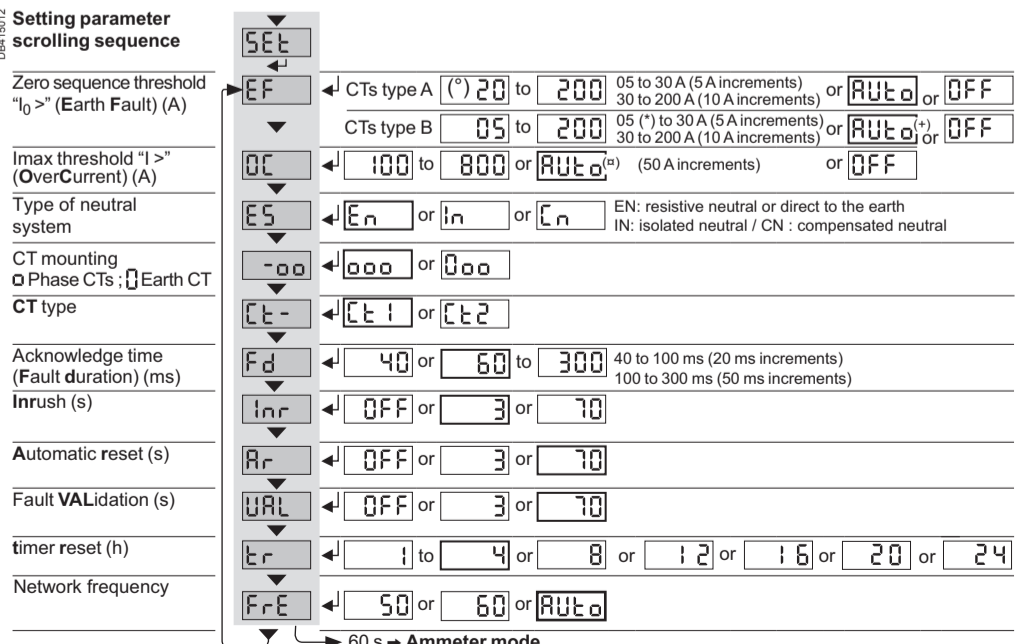 DB415012
Setting parameter
scrolling sequence
SEt
Zero sequence threshold
"I0 >" (Earth Fault) (A)
EF
CTs type A (°) 20 to 200 05 to 30 A (5 A increments)
30 to 200 A (10 A increments) or AUto or OFF
CTs type B 05 to 200 05 (*) to 30 A (5 A increments)
30 to 200 A (10 A increments) or AUto (+) or OFF
Imax threshold "I >"
(OverCurrent) (A)
OC 100 to 800 or AUto (¤) (50 A increments) or OFF
Type of neutral
system
ES En or In or Cn
EN: resistive neutral or direct to the earth
IN: isolated neutral / CN : compensated neutral
CT mounting
Phase CTs ; Earth CT
-oo ooo or 0oo
CT type
Ct- Ct1 or Ct2
Acknowledge time
(Fault duration) (ms)
Fd 40 or 60 to 300
40 to 100 ms (20 ms increments)
100 to 300 ms (50 ms increments)
Inrush (s)
Inr OFF or 3 or 70
Automatic reset (s)
Ar OFF or 3 or 70
Fault VALidation (s)
UAL OFF or 3 or 70
timer reset (h)
tr 1 to 4 or 8 or 12 or 16 or 20 or 24
Network frequency
FrE 50 or 60 or AUto
60 s ➡ Ammeter mode